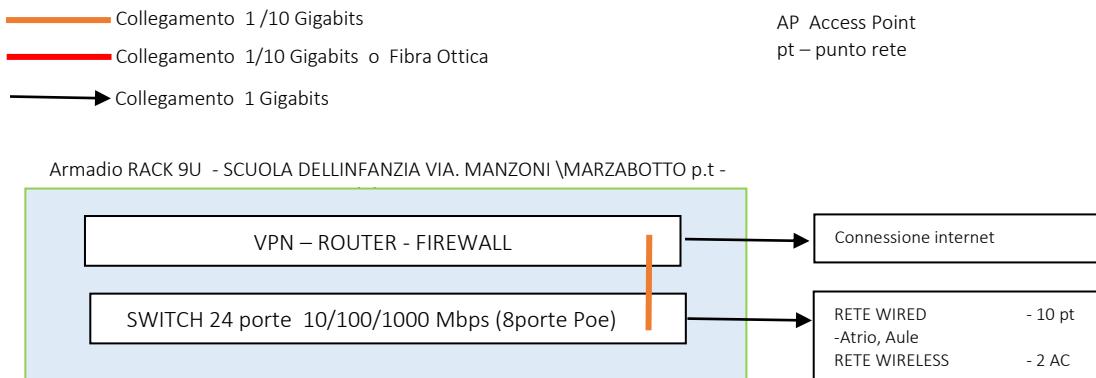 Collegamento 1 /10 Gigabits
Collegamento 1/10 Gigabits o Fibra Ottica
Collegamento 1 Gigabits
AP Access Point
pt – punto rete
Armadio RACK 9U - SCUOLA DELLINFANZIA VIA. MANZONI \MARZABOTTO p.t -
VPN – ROUTER - FIREWALL
Connessione internet
SWITCH 24 porte 10/100/1000 Mbps (8porte Poe)
RETE WIRED - 10 pt
-Atrio, Aule
RETE WIRELESS - 2 AC